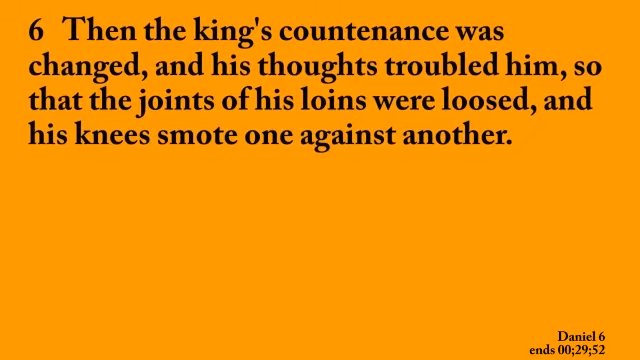 6 Then the king's countenance was
changed, and his thoughts troubled him, so
that the joints of his loins were loosed, and
his knees smote one against another.
Daniel 6
ends 00;29;52